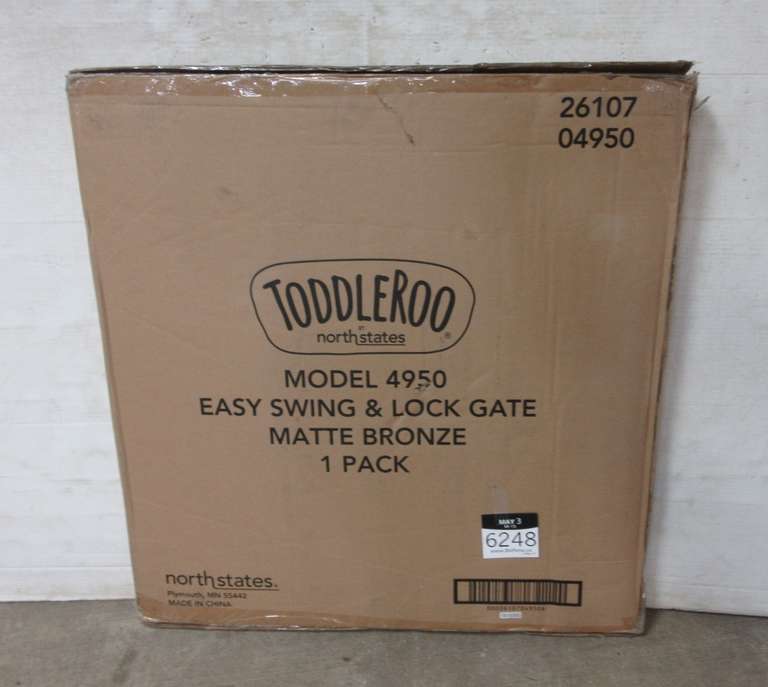 26107
04950
TODDLEROO®
BY
northstates
MODEL 4950
EASY SWING & LOCK GATE
MATTE BRONZE
1 PACK
MAY 3
6248
northstates.
Plymouth, MN 55442
MADE IN CHINA